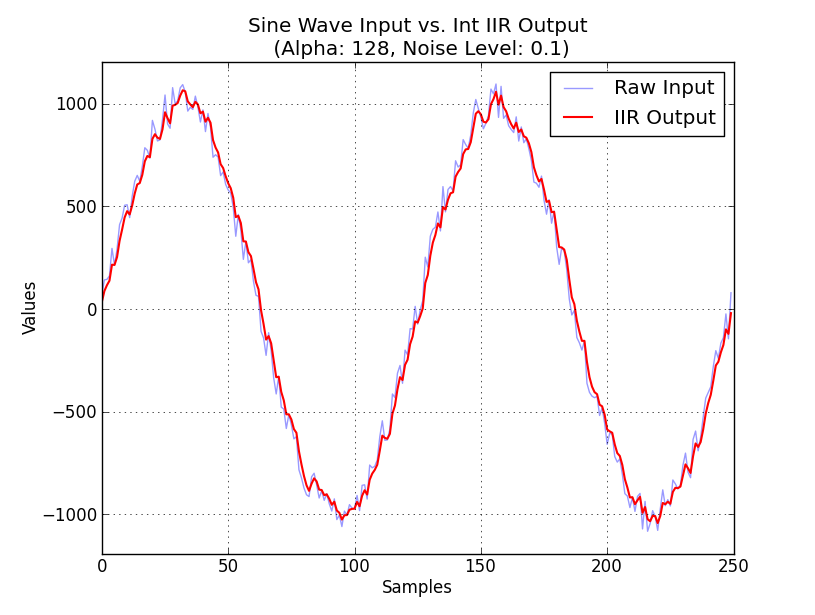 Sine Wave Input vs. Int IIR Output
(Alpha: 128, Noise Level: 0.1)
Raw Input
IIR Output
Values
1000
500
0
−500
−1000
0 50 100 150 200 250
Samples